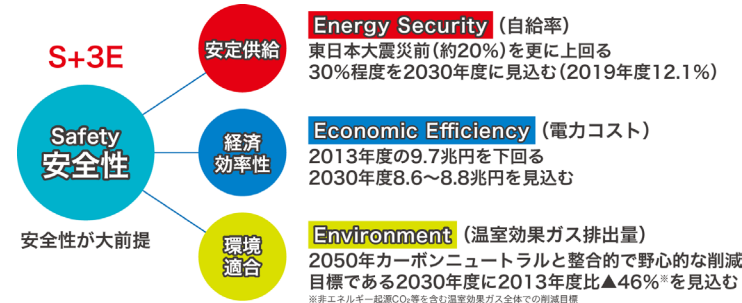 S+3E
Safety
安全性
安全性が大前提
安定供給
Energy Security（自給率）
東日本大震災前（約20%）を更に上回る
30%程度を2030年度に見込む（2019年度12.1%）
経済
効率性
Economic Efficiency（電力コスト）
2013年度の9.7兆円を下回る
2030年度8.6～8.8兆円を見込む
環境
適合
Environment（温室効果ガス排出量）
2050年カーボンニュートラルと整合的で野心的な削減
目標である2030年度に2013年度比▲46%※を見込む
※非エネルギー起源CO₂等を含む温室効果ガス全体での削減目標